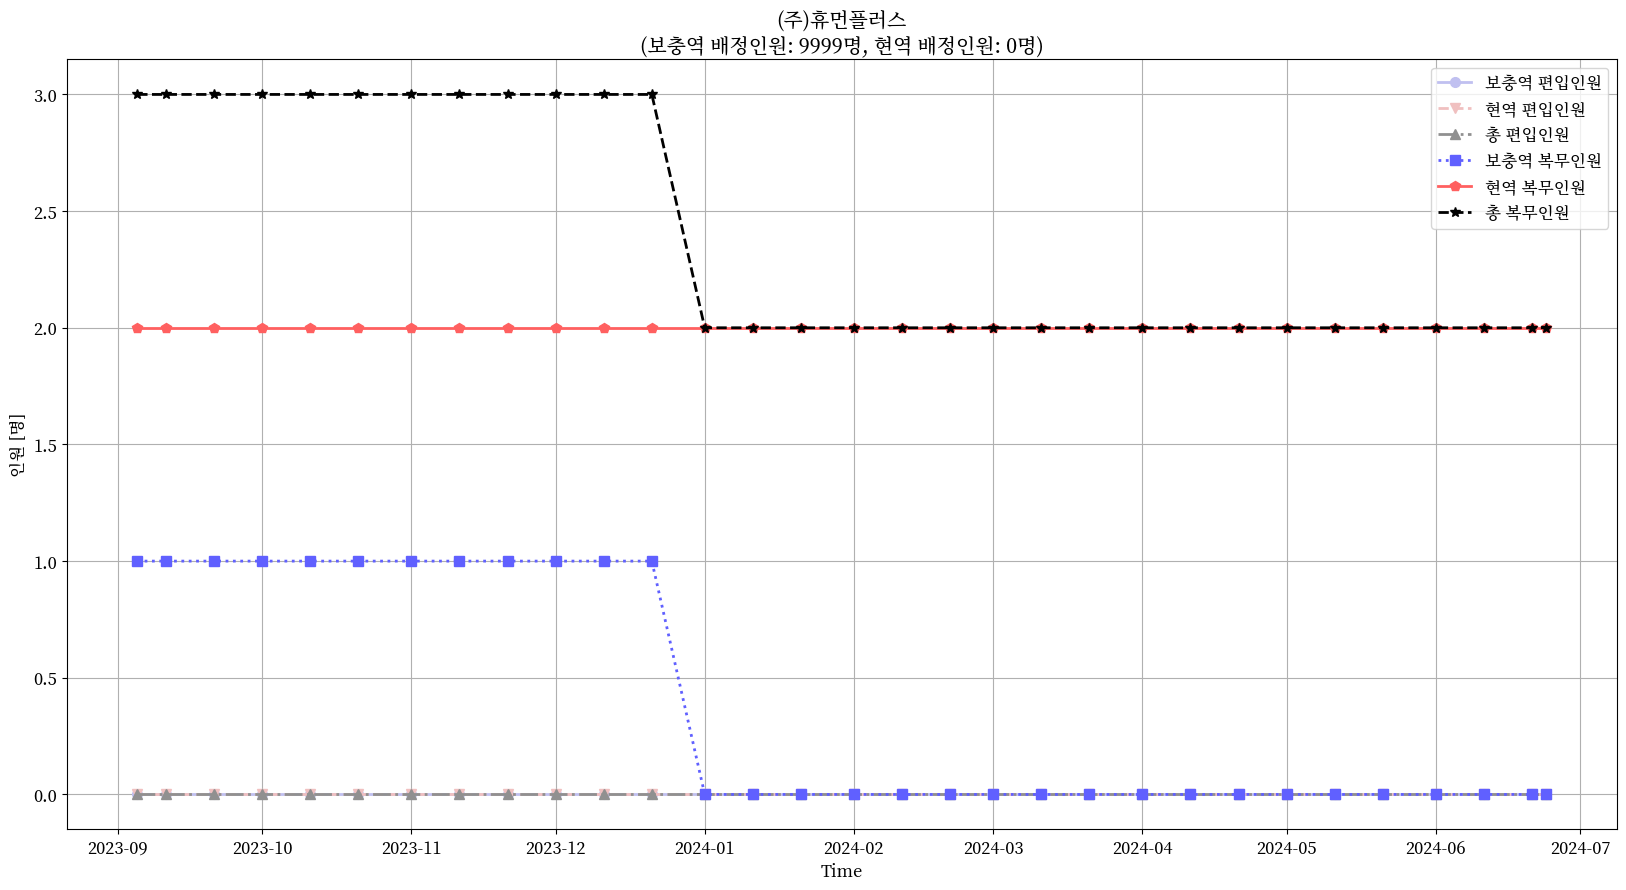 (주)휴먼플러스
(보충역 배정인원: 9999명, 현역 배정인원: 0명)
보충역 편입인원
현역 편입인원
총 편입인원
보충역 복무인원
현역 복무인원
총 복무인원
인원 [명]
3.0
2.5
2.0
1.5
1.0
0.5
0.0
2023-09
2023-10
2023-11
2023-12
2024-01
2024-02
2024-03
2024-04
2024-05
2024-06
2024-07
Time